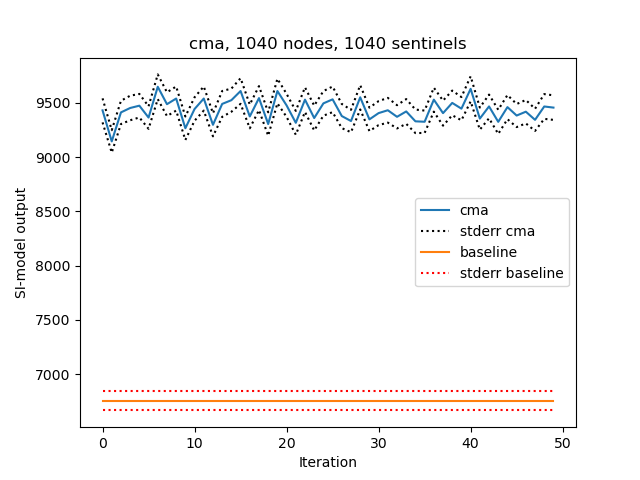 cma, 1040 nodes, 1040 sentinels
SI-model output
9500
9000
8500
8000
7500
7000
cma
stderr cma
baseline
stderr baseline
0 10 20 30 40 50
Iteration